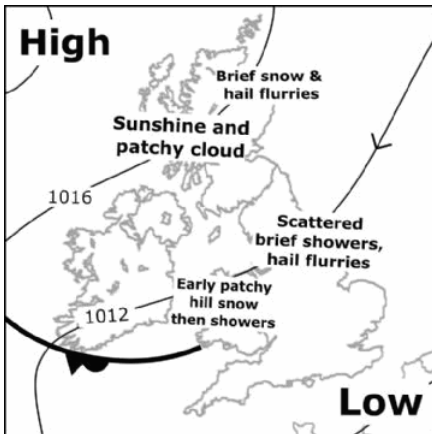 High
Brief snow &
hail flurries
Sunshine and
patchy cloud
1016
Scattered
brief showers,
hail flurries
Early patchy
hill snow
then showers
1012
Low